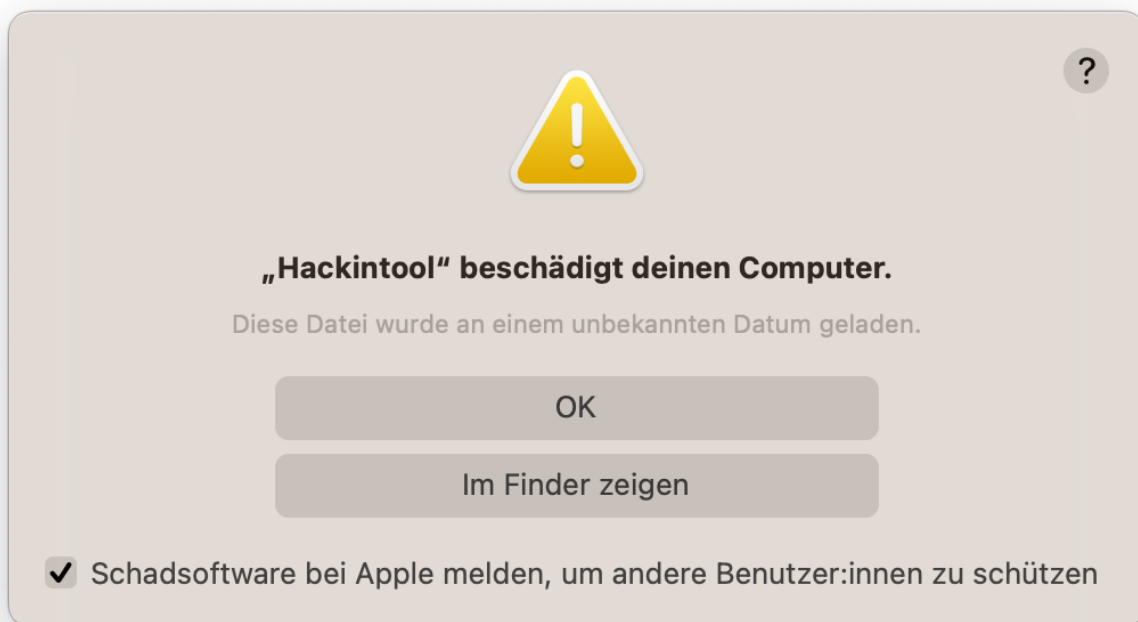 ?
„Hackintool“ beschädigt deinen Computer.
Diese Datei wurde an einem unbekannten Datum geladen.
OK
Im Finder zeigen
Schadsoftware bei Apple melden, um andere Benutzer:innen zu schützen